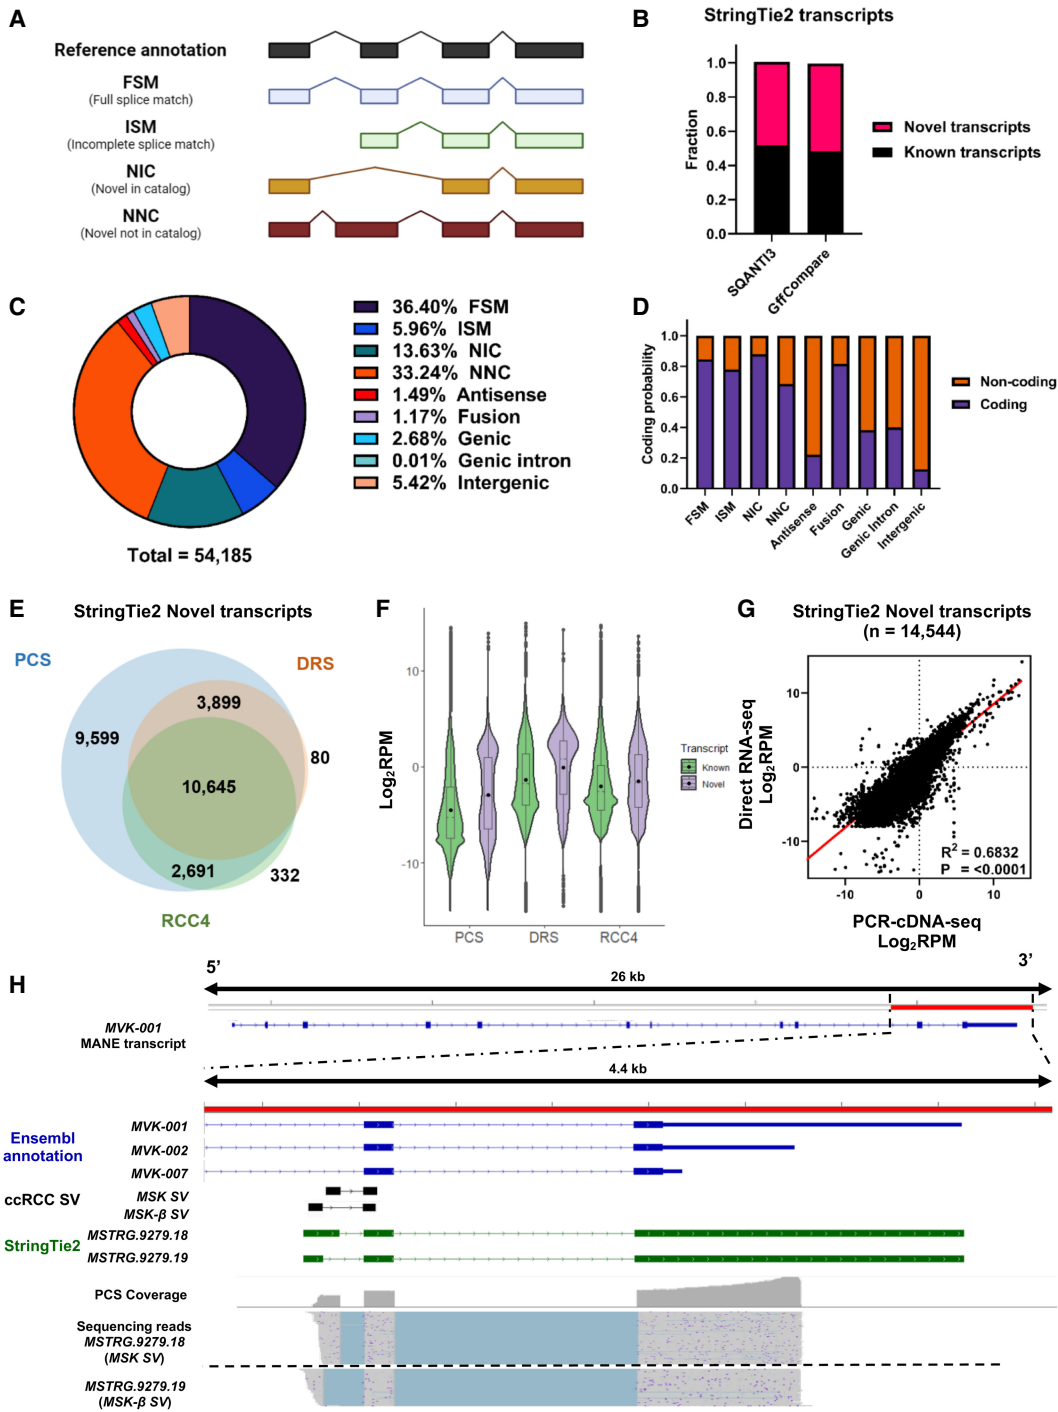 A
Reference annotation
FSM
(Full splice match)
ISM
(Incomplete splice match)
NIC
(Novel in catalog)
NNC
(Novel not in catalog)
B
StringTie2 transcripts
Fraction
1.0
0.8
0.6
0.4
0.2
0.0
SQANTI3
GffCompare
Novel transcripts
Known transcripts
C
36.40% FSM
5.96% ISM
13.63% NIC
33.24% NNC
1.49% Antisense
1.17% Fusion
2.68% Genic
0.01% Genic intron
5.42% Intergenic
Total = 54,185
D
Coding probability
1.0
0.8
0.6
0.4
0.2
0.0
FSM
ISM
NIC
NNC
Antisense
Fusion
Genic
Genic Intron
Intergenic
Non-coding
Coding
E
StringTie2 Novel transcripts
PCS
DRS
3,899
9,599
80
10,645
2,691
332
RCC4
F
Log2RPM
10
0
-10
PCS
DRS
RCC4
Transcript
Known
Novel
G
StringTie2 Novel transcripts
(n = 14,544)
Direct RNA-seq
Log2RPM
10
0
-10
R2 = 0.6832
P = <0.0001
-10
0
10
PCR-cDNA-seq
Log2RPM
H
5’
3’
26 kb
MVK-001
MANE transcript
4.4 kb
Ensembl
annotation
MVK-001
MVK-002
MVK-007
ccRCC SV
MSK SV
MSK-β SV
StringTie2
MSTRG.9279.18
MSTRG.9279.19
PCS Coverage
Sequencing reads
MSTRG.9279.18
(MSK SV)
MSTRG.9279.19
(MSK-β SV)